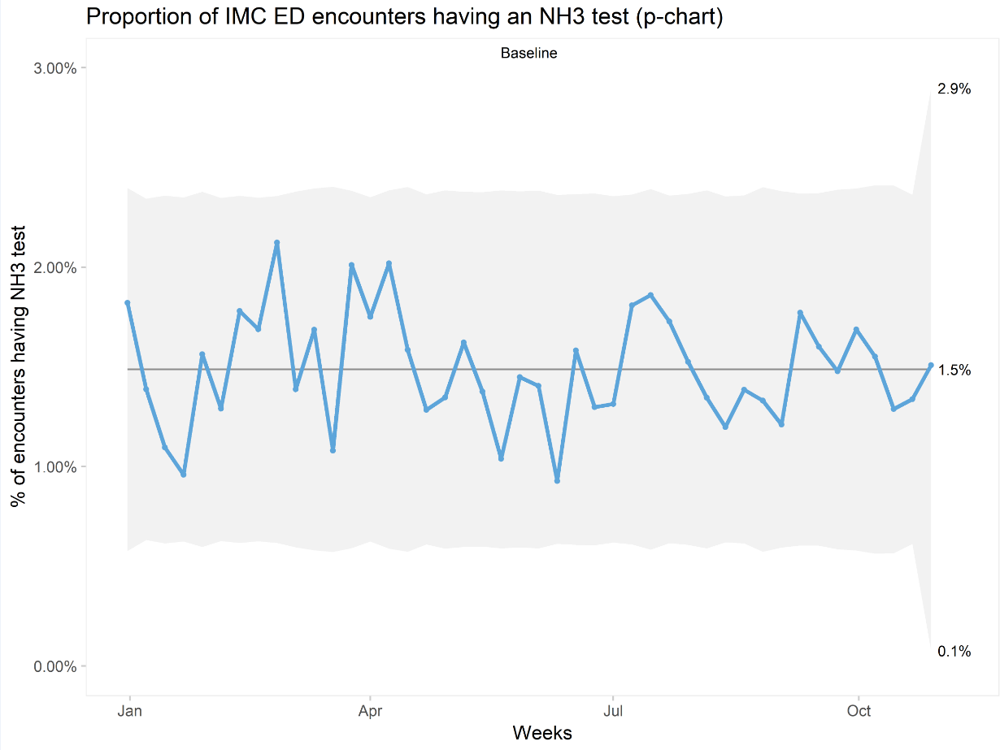 Proportion of IMC ED encounters having an NH3 test (p-chart)
Baseline
3.00%
2.9%
2.00%
% of encounters having NH3 test
1.5%
1.00%
0.1%
0.00%
Jan Apr Jul Oct
Weeks